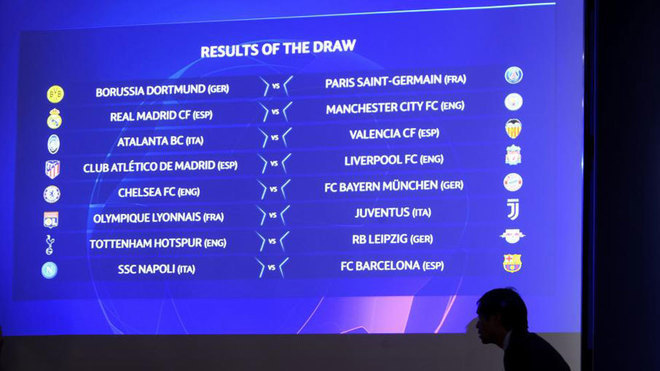 RESULTS OF THE DRAW
BORUSSIA DORTMUND (GER) VS PARIS SAINT-GERMAIN (FRA)
REAL MADRID CF (ESP) VS MANCHESTER CITY FC (ENG)
ATALANTA BC (ITA) VS VALENCIA CF (ESP)
CLUB ATLÉTICO DE MADRID (ESP) VS LIVERPOOL FC (ENG)
CHELSEA FC (ENG) VS FC BAYERN MÜNCHEN (GER)
OLYMPIQUE LYONNAIS (FRA) VS JUVENTUS (ITA)
TOTTENHAM HOTSPUR (ENG) VS RB LEIPZIG (GER)
SSC NAPOLI (ITA) VS FC BARCELONA (ESP)